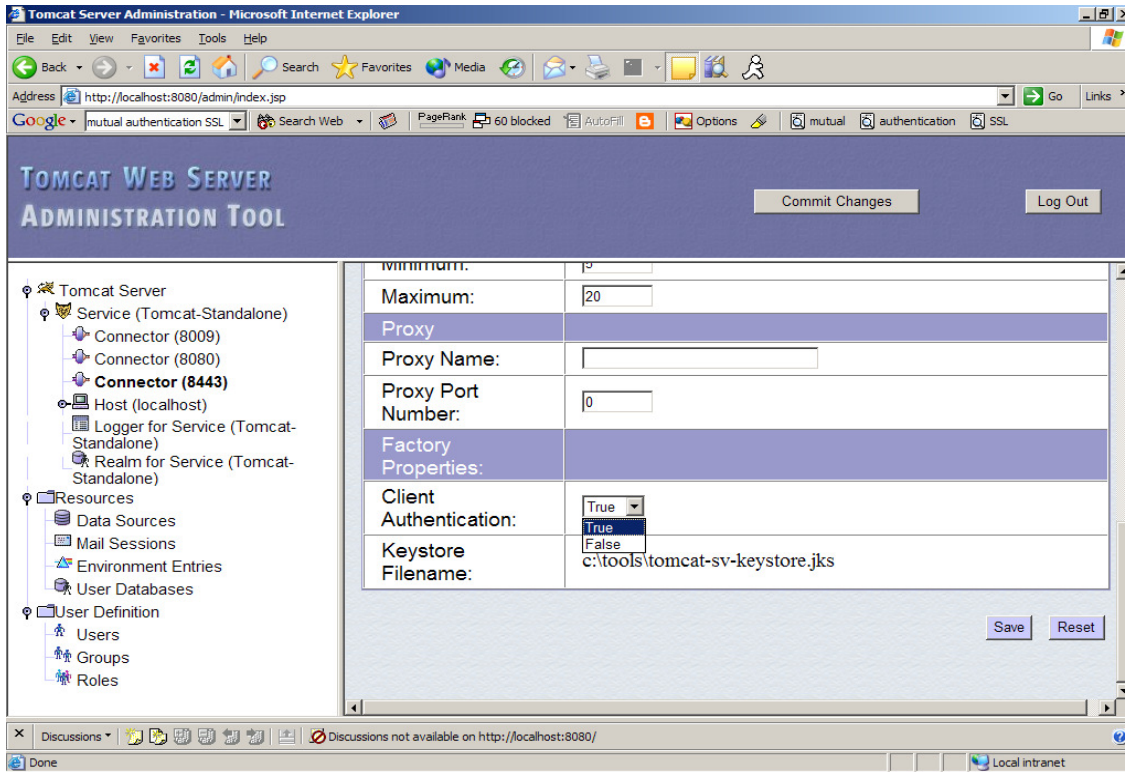 Tomcat Server Administration - Microsoft Internet Explorer
File Edit View Favorites Tools Help
Back Search Favorites Media
Address http://localhost:8080/admin/index.jsp Go Links
Google mutual authentication SSL Search Web PageRank 60 blocked AutoFill Options mutual authentication SSL
TOMCAT WEB SERVER
ADMINISTRATION TOOL
Commit Changes Log Out
Tomcat Server
Service (Tomcat-Standalone)
Connector (8009)
Connector (8080)
Connector (8443)
Host (localhost)
Logger for Service (Tomcat-
Standalone)
Realm for Service (Tomcat-
Standalone)
Resources
Data Sources
Mail Sessions
Environment Entries
User Databases
User Definition
Users
Groups
Roles
Minimum: 5
Maximum: 20
Proxy
Proxy Name:
Proxy Port
Number: 0
Factory
Properties:
Client
Authentication: True
True
False
Keystore
Filename: c:\tools\tomcat-sv-keystore.jks
Save Reset
Discussions Discussions not available on http://localhost:8080/
Done Local intranet